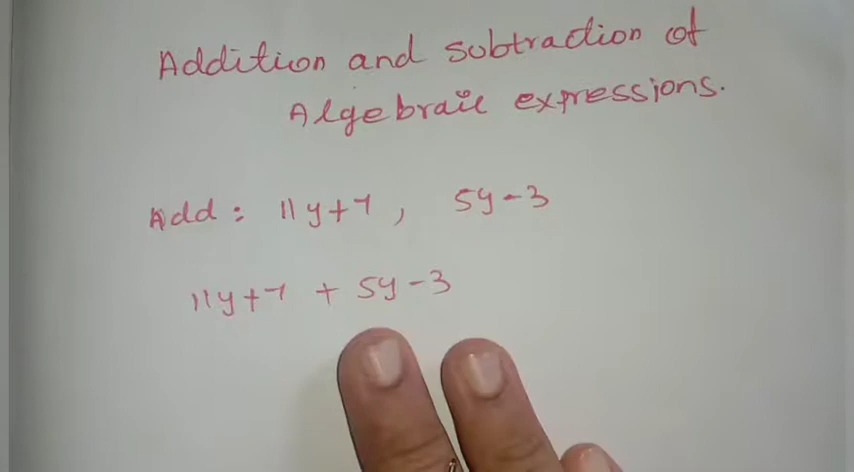 Addition and subtraction of
Algebraic expressions.
Add : 11y+7 , 5y-3
11y+7 + 5y-3